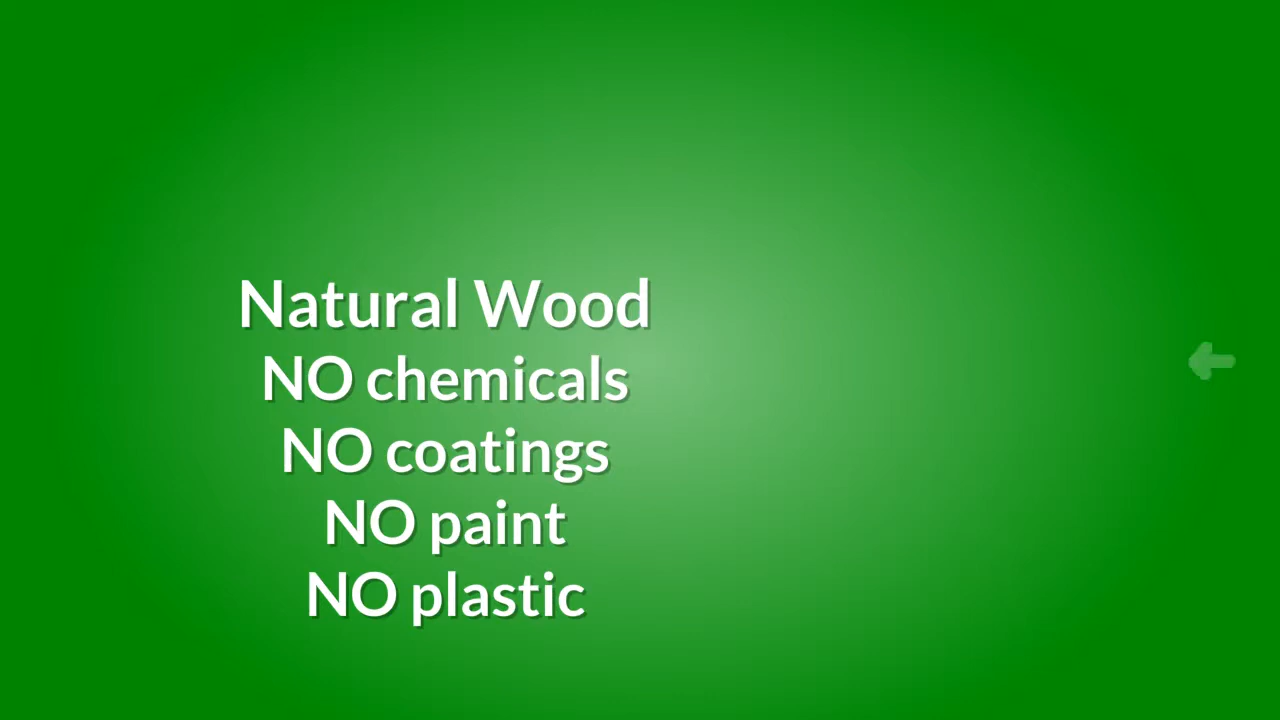 Natural Wood
NO chemicals
NO coatings
NO paint
NO plastic